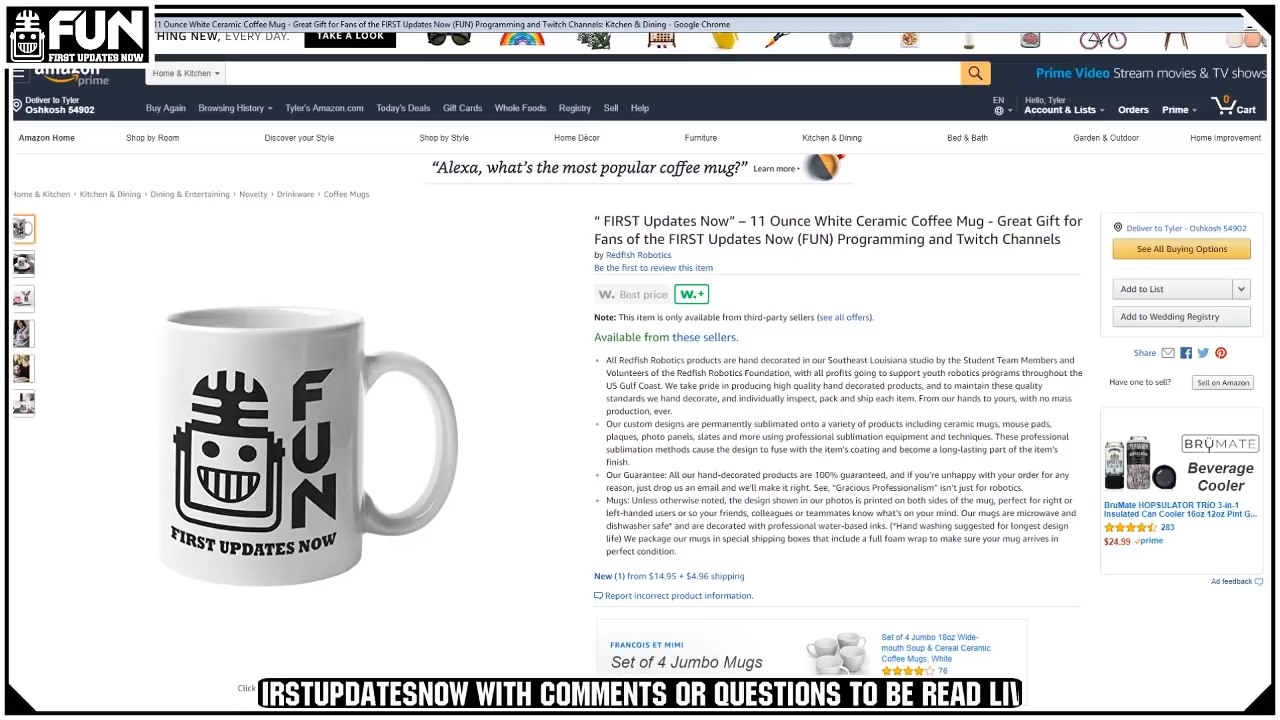 FUN
FIRST UPDATES NOW
11 Ounce White Ceramic Coffee Mug - Great Gift for Fans of the FIRST Updates Now (FUN) Programming and Twitch Channels: Kitchen & Dining - Google Chrome
HING NEW, EVERY DAY.
TAKE A LOOK
amazon
prime
Home & Kitchen
Prime Video Stream movies & TV shows
Deliver to Tyler
Oshkosh 54902
Buy Again Browsing History Tyler's Amazon.com Today's Deals Gift Cards Whole Foods Registry Sell Help
EN
Hello, Tyler
Account & Lists Orders Prime
0
Cart
Amazon Home Shop by Room Discover your Style Shop by Style Home Décor Furniture Kitchen & Dining Bed & Bath Garden & Outdoor Home Improvement
“Alexa, what's the most popular coffee mug?” Learn more ›
Home & Kitchen › Kitchen & Dining › Dining & Entertaining › Novelty › Drinkware › Coffee Mugs
FUN
FIRST UPDATES NOW
Click
“ FIRST Updates Now” – 11 Ounce White Ceramic Coffee Mug - Great Gift for
Fans of the FIRST Updates Now (FUN) Programming and Twitch Channels
by Redfish Robotics
Be the first to review this item
W. Best price W.+
Note: This item is only available from third-party sellers (see all offers).
Available from these sellers.
• All Redfish Robotics products are hand decorated in our Southeast Louisiana studio by the Student Team Members and
Volunteers of the Redfish Robotics Foundation, with all profits going to support youth robotics programs throughout the
US Gulf Coast. We take pride in producing high quality hand decorated products, and to maintain these quality
standards we hand decorate, and individually inspect, pack and ship each item. From our hands to yours, with no mass
production, ever.
• Our custom designs are permanently sublimated onto a variety of products including ceramic mugs, mouse pads,
plaques, photo panels, slates and more using professional sublimation equipment and techniques. These professional
sublimation methods cause the design to fuse with the item's coating and become a long-lasting part of the item's
finish.
• Our Guarantee: All our hand-decorated products are 100% guaranteed, and if you're unhappy with your order for any
reason, just drop us an email and we'll make it right. See, “Gracious Professionalism” isn't just for robotics.
• Mugs: Unless otherwise noted, the design shown in our photos is printed on both sides of the mug, perfect for right or
left-handed users or so your friends, colleagues or teammates know what's on your mind. Our mugs are microwave and
dishwasher safe* and are decorated with professional water-based inks. (*Hand washing suggested for longest design
life) We package our mugs in special shipping boxes that include a full foam wrap to make sure your mug arrives in
perfect condition.
New (1) from $14.95 + $4.96 shipping
Report incorrect product information.
FRANCOIS ET MIMI
Set of 4 Jumbo Mugs
Set of 4 Jumbo 18oz Wide-
mouth Soup & Cereal Ceramic
Coffee Mugs, White
76
Deliver to Tyler - Oshkosh 54902
See All Buying Options
Add to List
Add to Wedding Registry
Share
Have one to sell? Sell on Amazon
BRÜMATE
Beverage
Cooler
BruMate HOPSULATOR TRíO 3-in-1
Insulated Can Cooler 16oz 12oz Pint G...
283
$24.99 prime
Ad feedback
IRSTUPDATESNOW WITH COMMENTS OR QUESTIONS TO BE READ LIV